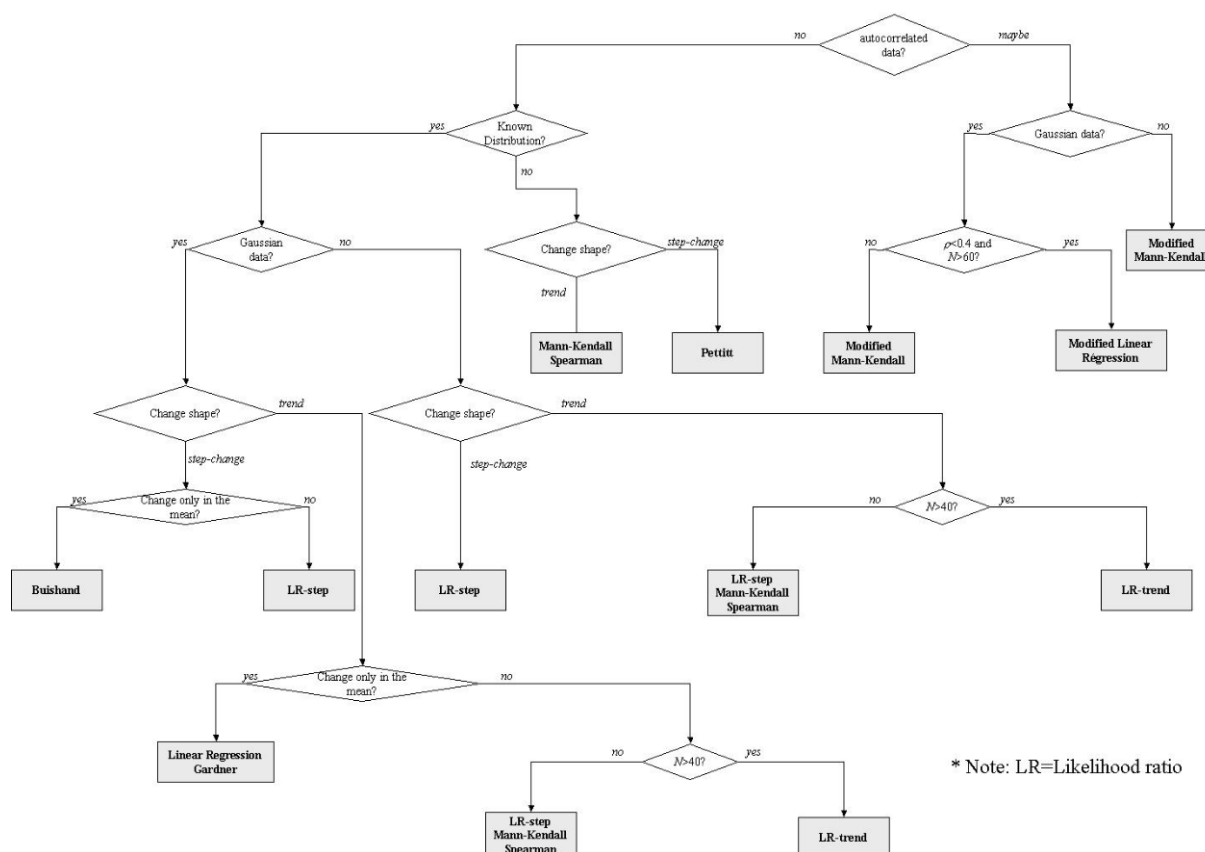 autocorrelated
data?
no
maybe
Known
Distribution?
yes
no
Gaussian data?
yes
no
Gaussian
data?
yes
no
Change shape?
step-change
trend
ρ<0.4 and
N>60?
no
yes
Modified
Mann-Kendall
Mann-Kendall
Spearman
Pettitt
Modified
Mann-Kendall
Modified Linear
Régression
Change shape?
trend
step-change
Change shape?
trend
step-change
Change only in the
mean?
yes
no
N>40?
no
yes
Buishand
LR-step
LR-step
LR-step
Mann-Kendall
Spearman
LR-trend
Change only in the
mean?
yes
no
Linear Regression
Gardner
N>40?
no
yes
* Note: LR=Likelihood ratio
LR-step
Mann-Kendall
Spearman
LR-trend